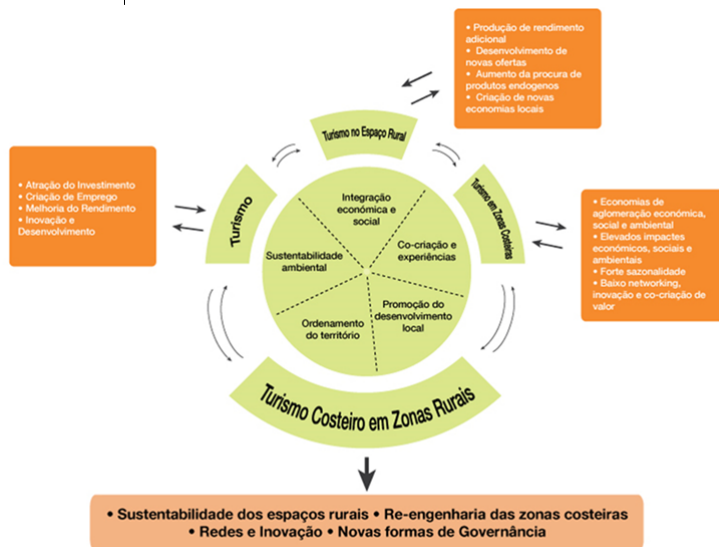 • Produção de rendimento
adicional
• Desenvolvimento de
novas ofertas
• Aumento da procura de
produtos endogenos
• Criação de novas
economias locais
Turismo no Espaço Rural
• Atração do Investimento
• Criação de Emprego
• Melhoria do Rendimento
• Inovação e
Desenvolvimento
Turismo
Turismo em Zonas Costeiras
• Economias de
aglomeração económica,
social e ambiental
• Elevados impactes
económicos, sociais e
ambientais
• Forte sazonalidade
• Baixo networking,
inovação e co-criação de
valor
Integração
económica e
social
Co-criação e
experiências
Sustentabilidade
ambiental
Promoção do
desenvolvimento
local
Ordenamento
do território
Turismo Costeiro em Zonas Rurais
• Sustentabilidade dos espaços rurais • Re-engenharia das zonas costeiras
• Redes e Inovação • Novas formas de Governância